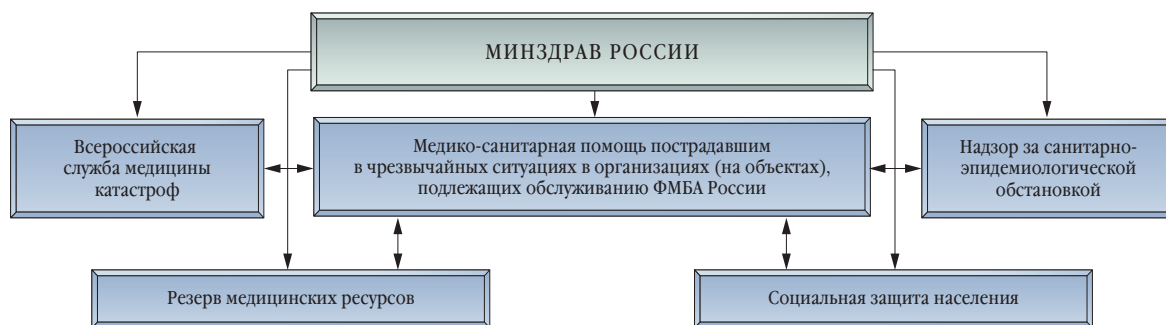 МИНЗДРАВ РОССИИ
Всероссийская
служба медицины
катастроф
Медико-санитарная помощь пострадавшим
в чрезвычайных ситуациях в организациях (на объектах),
подлежащих обслуживанию ФМБА России
Надзор за санитарно-
эпидемиологической
обстановкой
Резерв медицинских ресурсов
Социальная защита населения